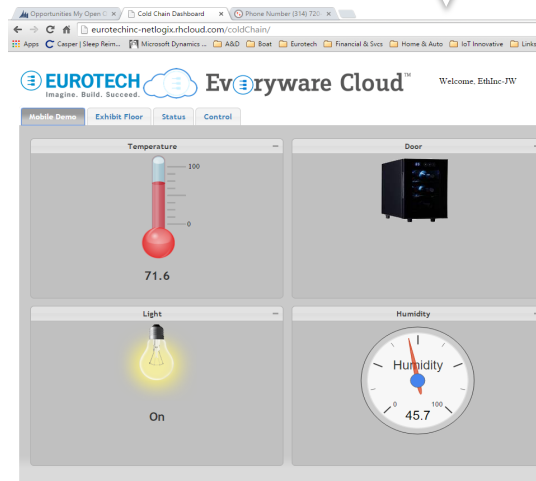 Opportunities My Open O
Cold Chain Dashboard
Phone Number (314) 720-
eurotechinc-netlogix.rhcloud.com/coldChain/
Apps Casper | Sleep Reim... Microsoft Dynamics ... A&D Boat Eurotech Financial & Svcs Home & Auto IoT Innovative Links
EUROTECH Everyware Cloud™ Welcome, EthInc-JW
Imagine. Build. Succeed.
Mobile Demo Exhibit Floor Status Control
Temperature
Door
100
0
71.6
Light
Humidity
Humidity
0 100
45.7
On